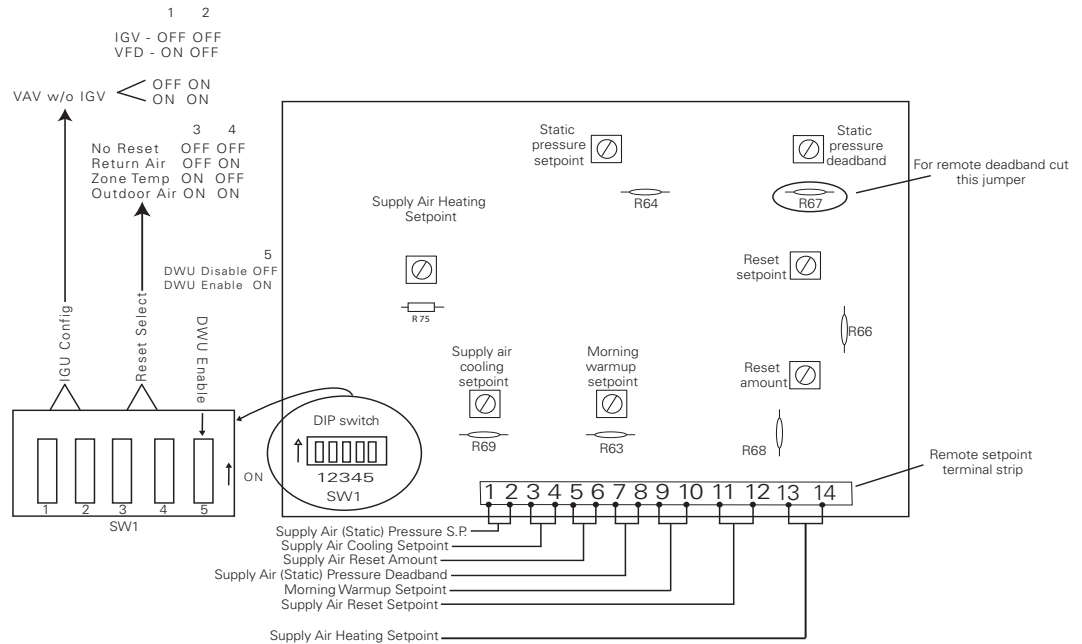 1 2
IGV - OFF OFF
VFD - ON OFF
VAV w/o IGV
OFF ON
ON ON
3 4
No Reset OFF OFF
Return Air OFF ON
Zone Temp ON OFF
Outdoor Air ON ON
5
DWU Disable OFF
DWU Enable ON
IGU Config
Reset Select
DWU Enable
ON
1 2 3 4 5
SW1
DIP switch
12345
SW1
Static
pressure
setpoint
R64
Static
pressure
deadband
R67
For remote deadband cut
this jumper
Supply Air Heating
Setpoint
R75
Reset
setpoint
R66
Supply air
cooling
setpoint
R69
Morning
warmup
setpoint
R63
Reset
amount
R68
Remote setpoint
terminal strip
1 2 3 4 5 6 7 8 9 10 11 12 13 14
Supply Air (Static) Pressure S.P.
Supply Air Cooling Setpoint
Supply Air Reset Amount
Supply Air (Static) Pressure Deadband
Morning Warmup Setpoint
Supply Air Reset Setpoint
Supply Air Heating Setpoint